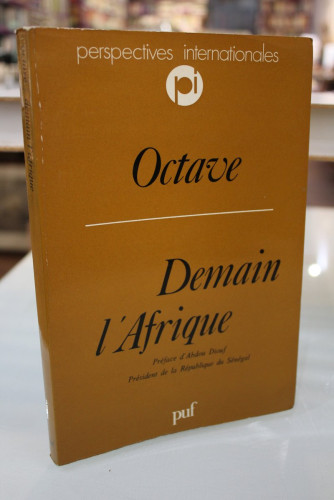 perspectives internationales
pi
Octave
Demain
l'Afrique
Préface d'Abdou Diouf
Président de la République du Sénégal
puf